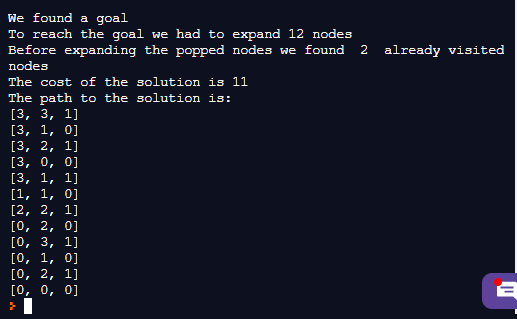 We found a goal
To reach the goal we had to expand 12 nodes
Before expanding the popped nodes we found  2  already visited
nodes
The cost of the solution is 11
The path to the solution is:
[3, 3, 1]
[3, 1, 0]
[3, 2, 1]
[3, 0, 0]
[3, 1, 1]
[1, 1, 0]
[2, 2, 1]
[0, 2, 0]
[0, 3, 1]
[0, 1, 0]
[0, 2, 1]
[0, 0, 0]